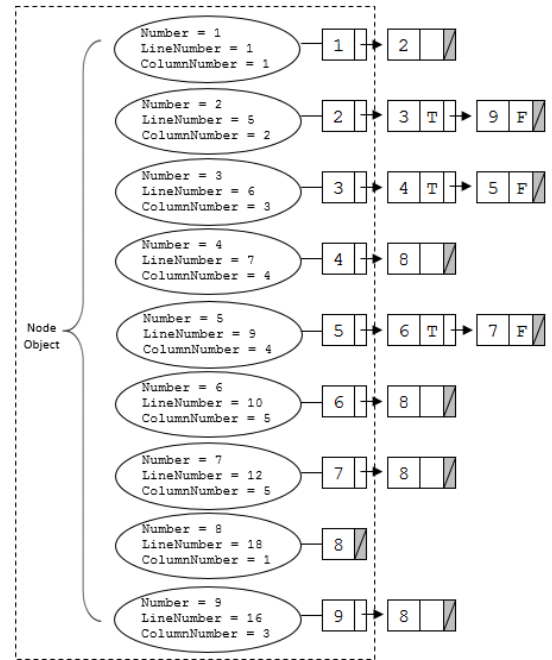 Number = 1
LineNumber = 1
ColumnNumber = 1
1 2
Number = 2
LineNumber = 5
ColumnNumber = 2
2 3 T 9 F
Number = 3
LineNumber = 6
ColumnNumber = 3
3 4 T 5 F
Number = 4
LineNumber = 7
ColumnNumber = 4
4 8
Node
Object
Number = 5
LineNumber = 9
ColumnNumber = 4
5 6 T 7 F
Number = 6
LineNumber = 10
ColumnNumber = 5
6 8
Number = 7
LineNumber = 12
ColumnNumber = 5
7 8
Number = 8
LineNumber = 18
ColumnNumber = 1
8
Number = 9
LineNumber = 16
ColumnNumber = 3
9 8